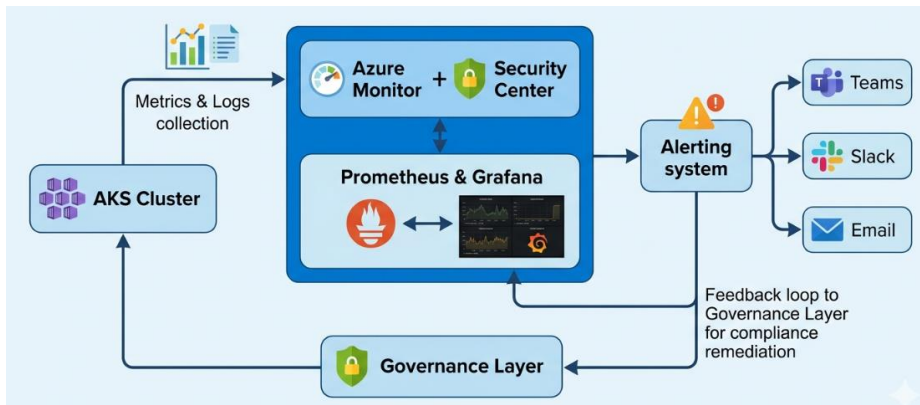 Metrics & Logs
collection
AKS Cluster
Azure
Monitor
+
Security
Center
Prometheus & Grafana
Alerting
system
Teams
Slack
Email
Feedback loop to
Governance Layer
for compliance
remediation
Governance Layer